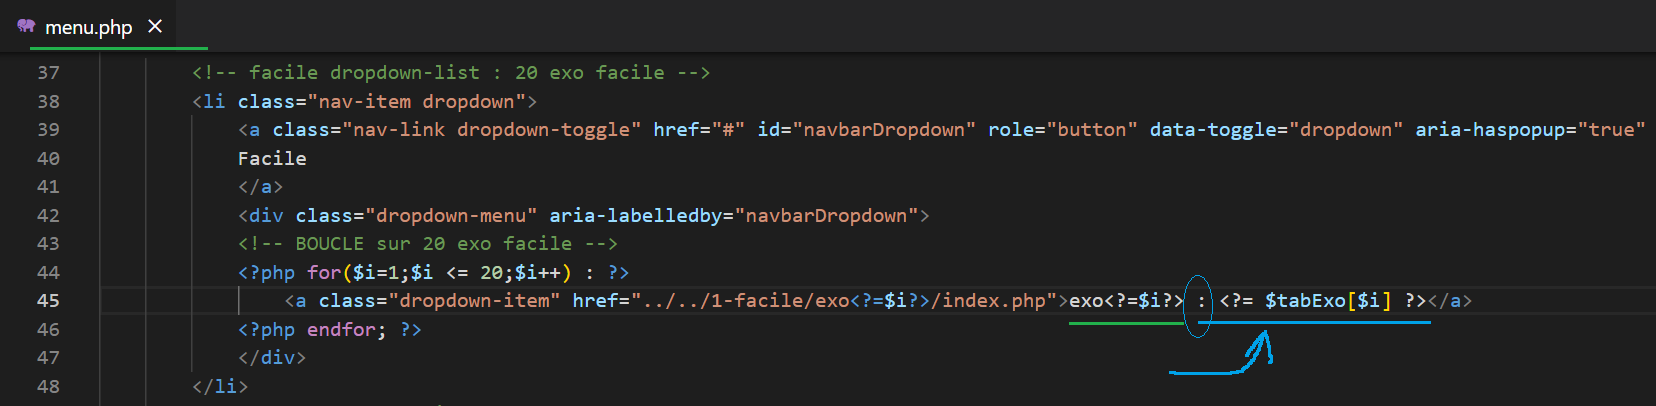 menu.php ×
37 <!-- facile dropdown-list : 20 exo facile -->
38 <li class="nav-item dropdown">
39 <a class="nav-link dropdown-toggle" href="#" id="navbarDropdown" role="button" data-toggle="dropdown" aria-haspopup="true"
40 Facile
41 </a>
42 <div class="dropdown-menu" aria-labelledby="navbarDropdown">
43 <!-- BOUCLE sur 20 exo facile -->
44 <?php for($i=1;$i <= 20;$i++) : ?>
45 <a class="dropdown-item" href="../../1-facile/exo<?=$i?>/index.php">exo<?=$i?> : <?= $tabExo[$i] ?></a>
46 <?php endfor; ?>
47 </div>
48 </li>